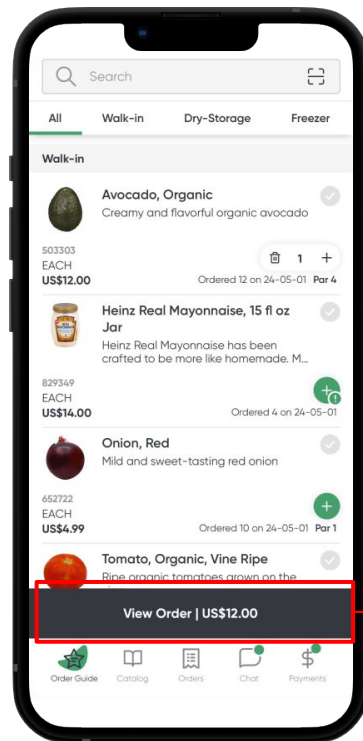 Search
All Walk-in Dry-Storage Freezer
Walk-in
Avocado, Organic
Creamy and flavorful organic avocado
503303
EACH
1 +
US$12.00
Ordered 12 on 24-05-01 Par 4
Heinz Real Mayonnaise, 15 fl oz
Jar
Heinz Real Mayonnaise has been
crafted to be more like homemade. M...
829349
EACH
US$14.00
Ordered 4 on 24-05-01
Onion, Red
Mild and sweet-tasting red onion
652722
EACH
US$4.99
Ordered 10 on 24-05-01 Par 1
Tomato, Organic, Vine Ripe
Ripe organic tomatoes grown on the
View Order | US$12.00
Order Guide Catalog Orders Chat Payments